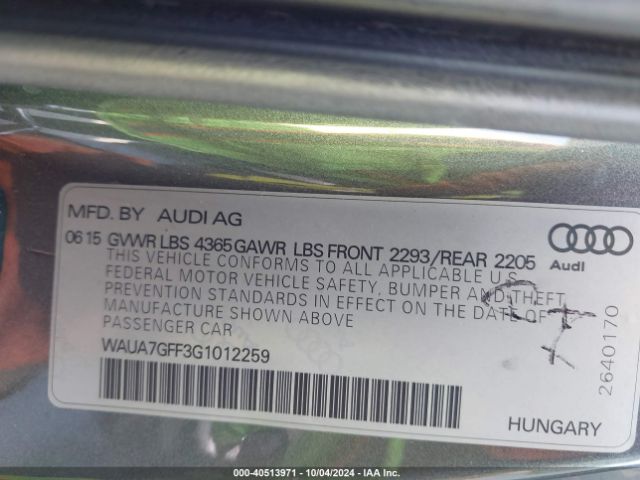 MFD. BY AUDI AG
0615 GVWR LBS 4365 GAWR LBS FRONT 2293/REAR 2205
THIS VEHICLE CONFORMS TO ALL APPLICABLE U.S.
FEDERAL MOTOR VEHICLE SAFETY, BUMPER AND THEFT
PREVENTION STANDARDS IN EFFECT ON THE DATE OF
MANUFACTURE SHOWN ABOVE
PASSENGER CAR
WAUA7GFF3G1012259
Audi
2640170
HUNGARY
000-40513971 | 10/04/2024 | IAA Inc.